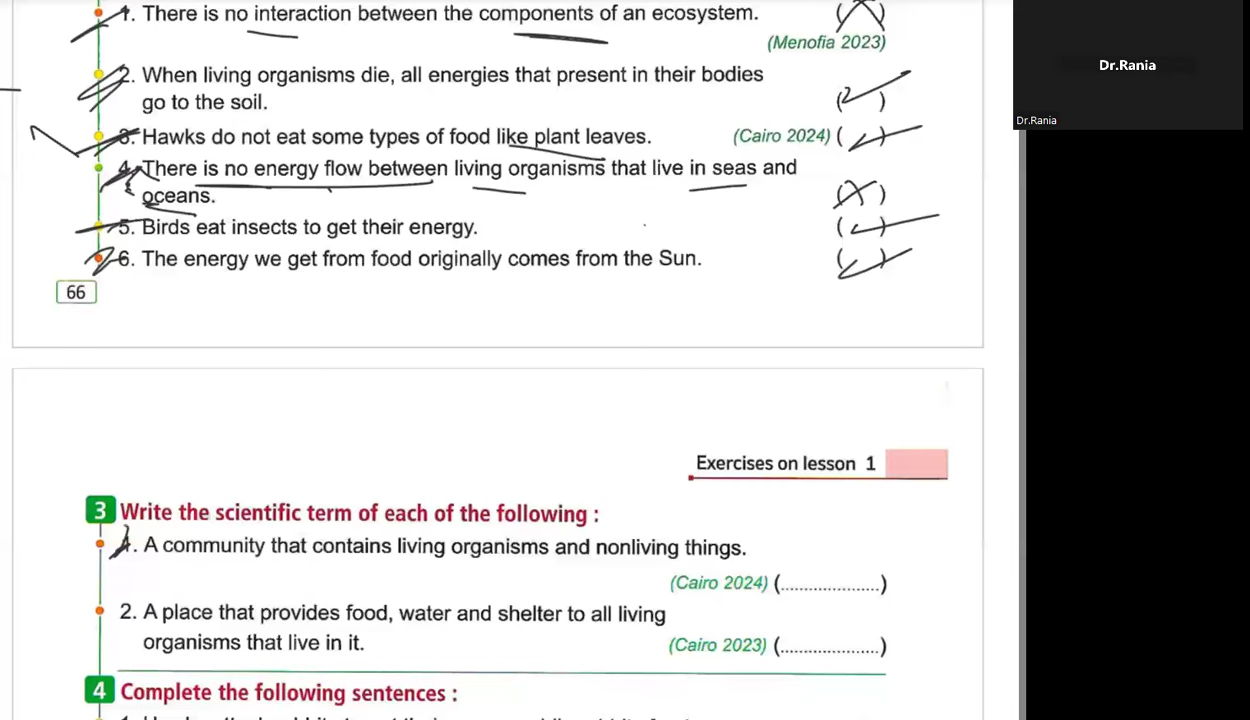 1. There is no interaction between the components of an ecosystem.
(Menofia 2023)
2. When living organisms die, all energies that present in their bodies
go to the soil.
3. Hawks do not eat some types of food like plant leaves. (Cairo 2024) ( )
4. There is no energy flow between living organisms that live in seas and
oceans. ( )
5. Birds eat insects to get their energy. ( )
6. The energy we get from food originally comes from the Sun. ( )
66
Exercises on lesson 1
3 Write the scientific term of each of the following :
1. A community that contains living organisms and nonliving things.
(Cairo 2024) (....................)
2. A place that provides food, water and shelter to all living
organisms that live in it. (Cairo 2023) (....................)
4 Complete the following sentences :
Dr.Rania
Dr.Rania